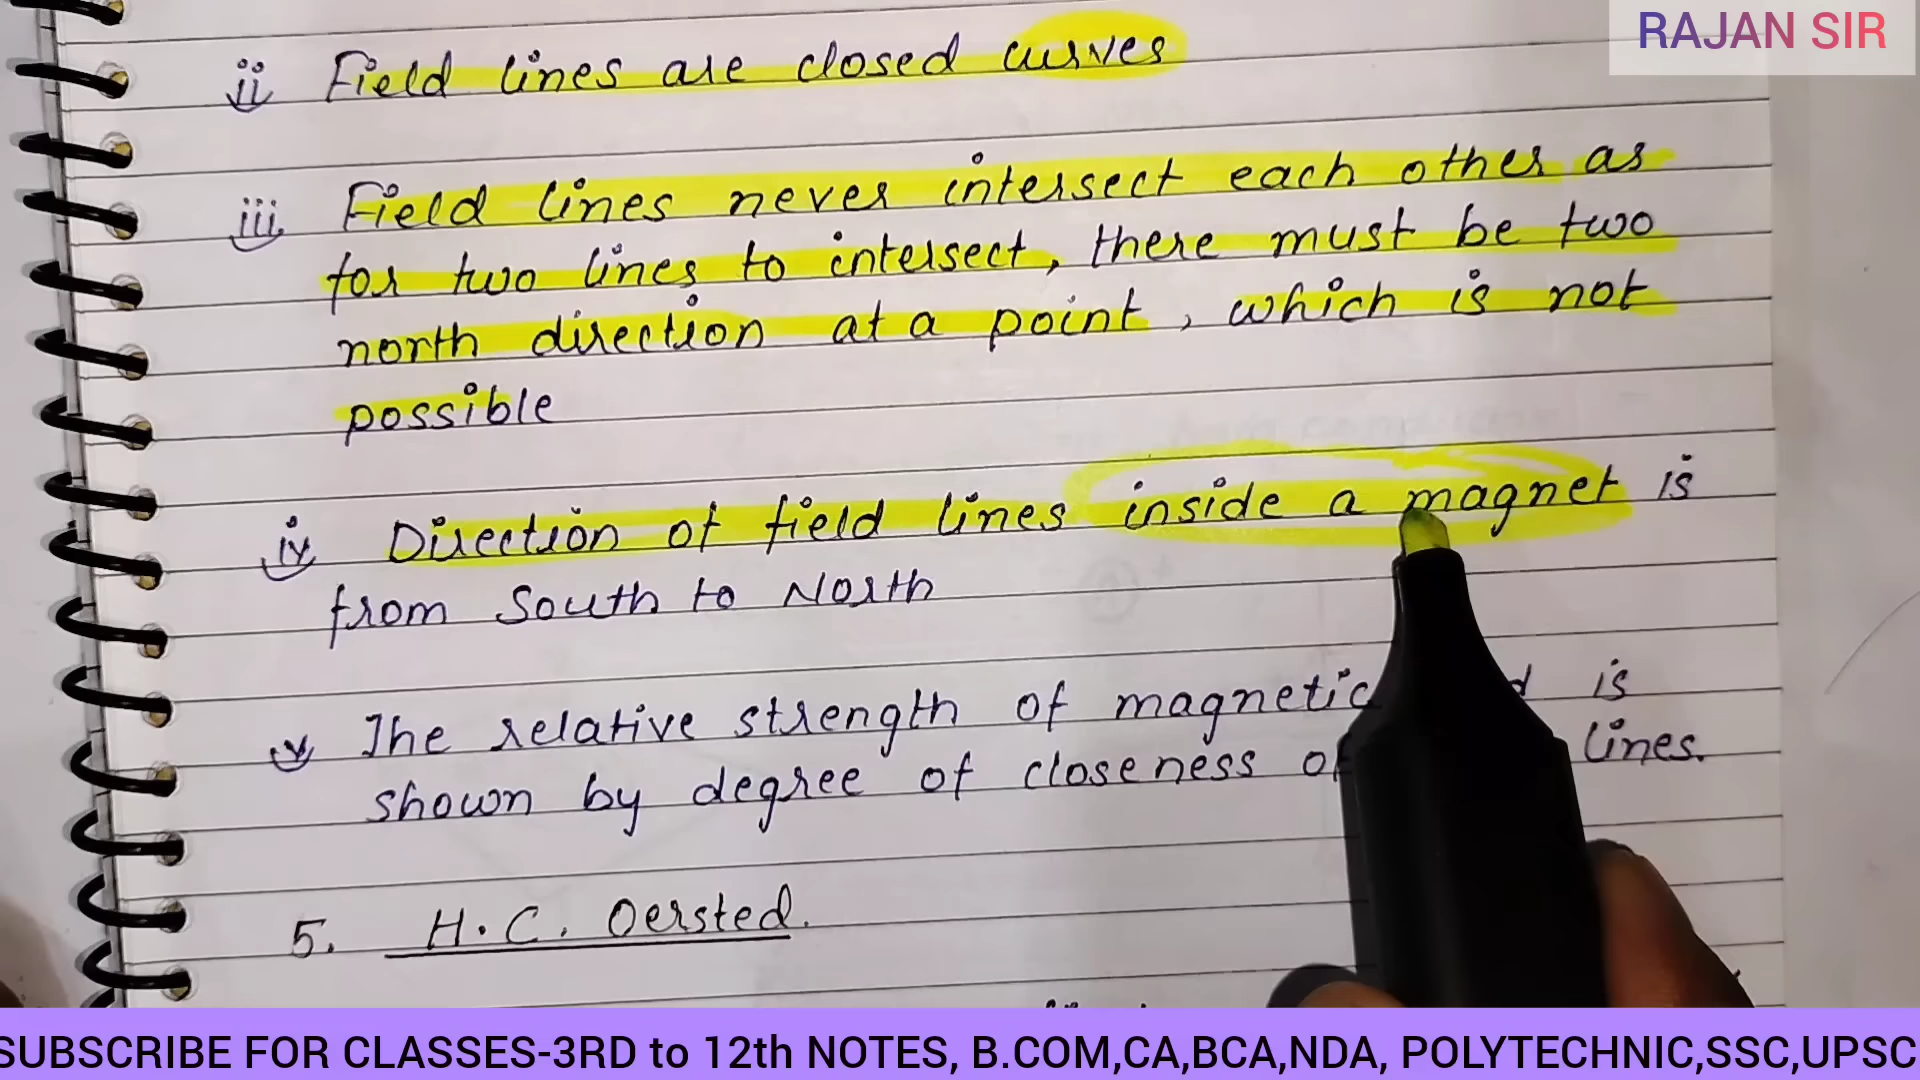 RAJAN SIR
ii Field lines are closed curves
iii Field lines never intersect each other as
for two lines to intersect, there must be two
north direction at a point, which is not
possible
iv Direction of field lines inside a magnet is
from South to North
v The relative strength of magnetic is
shown by degree of closeness of lines.
5. H. C. Oersted.
SUBSCRIBE FOR CLASSES-3RD to 12th NOTES, B.COM,CA,BCA,NDA, POLYTECHNIC,SSC,UPSC